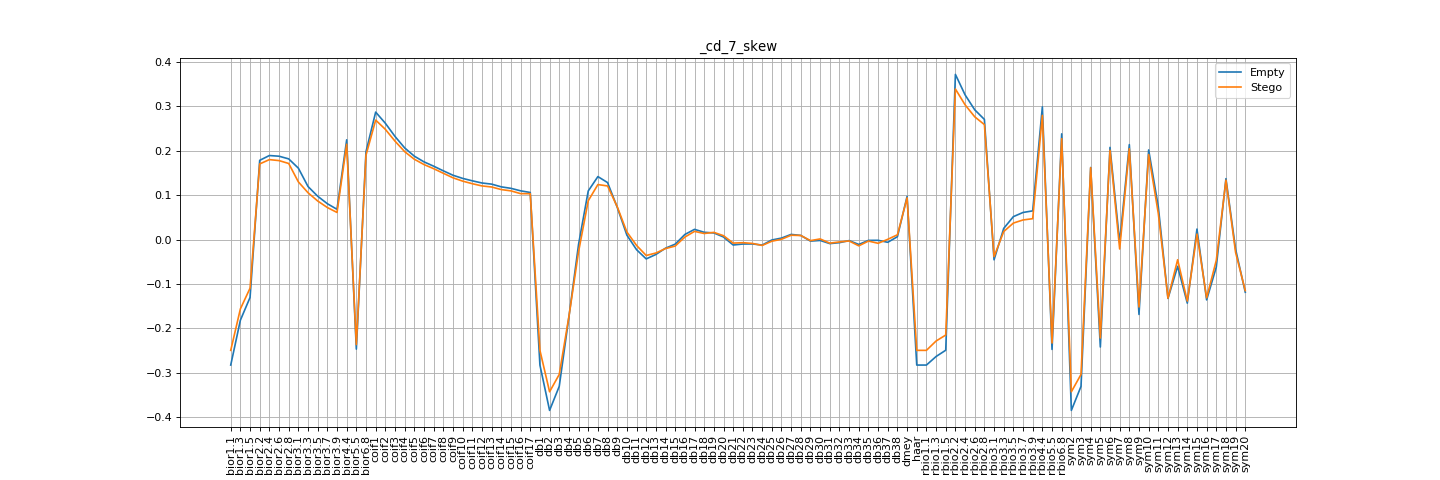 _cd_7_skew
Empty
Stego
0.4
0.3
0.2
0.1
0.0
−0.1
−0.2
−0.3
−0.4
bior1.1
bior1.3
bior1.5
bior2.2
bior2.4
bior2.6
bior2.8
bior3.1
bior3.3
bior3.5
bior3.7
bior3.9
bior4.4
bior5.5
bior6.8
coif1
coif2
coif3
coif4
coif5
coif6
coif7
coif8
coif9
coif10
coif11
coif12
coif13
coif14
coif15
coif16
coif17
db1
db2
db3
db4
db5
db6
db7
db8
db9
db10
db11
db12
db13
db14
db15
db16
db17
db18
db19
db20
db21
db22
db23
db24
db25
db26
db27
db28
db29
db30
db31
db32
db33
db34
db35
db36
db37
db38
dmey
haar
rbio1.1
rbio1.3
rbio1.5
rbio2.2
rbio2.4
rbio2.6
rbio2.8
rbio3.1
rbio3.3
rbio3.5
rbio3.7
rbio3.9
rbio4.4
rbio5.5
rbio6.8
sym2
sym3
sym4
sym5
sym6
sym7
sym8
sym9
sym10
sym11
sym12
sym13
sym14
sym15
sym16
sym17
sym18
sym19
sym20